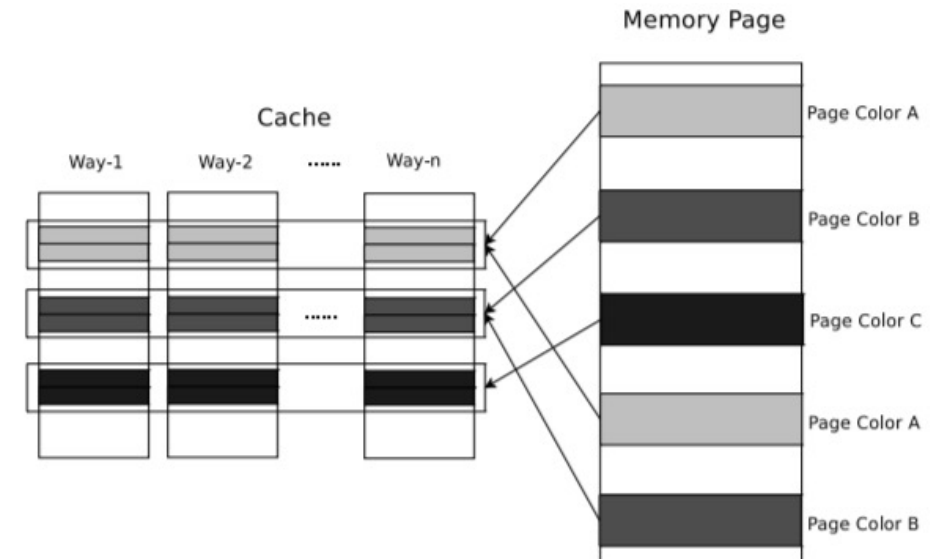 Memory Page
Cache
Way-1 Way-2 ...... Way-n
......
Page Color A
Page Color B
Page Color C
Page Color A
Page Color B